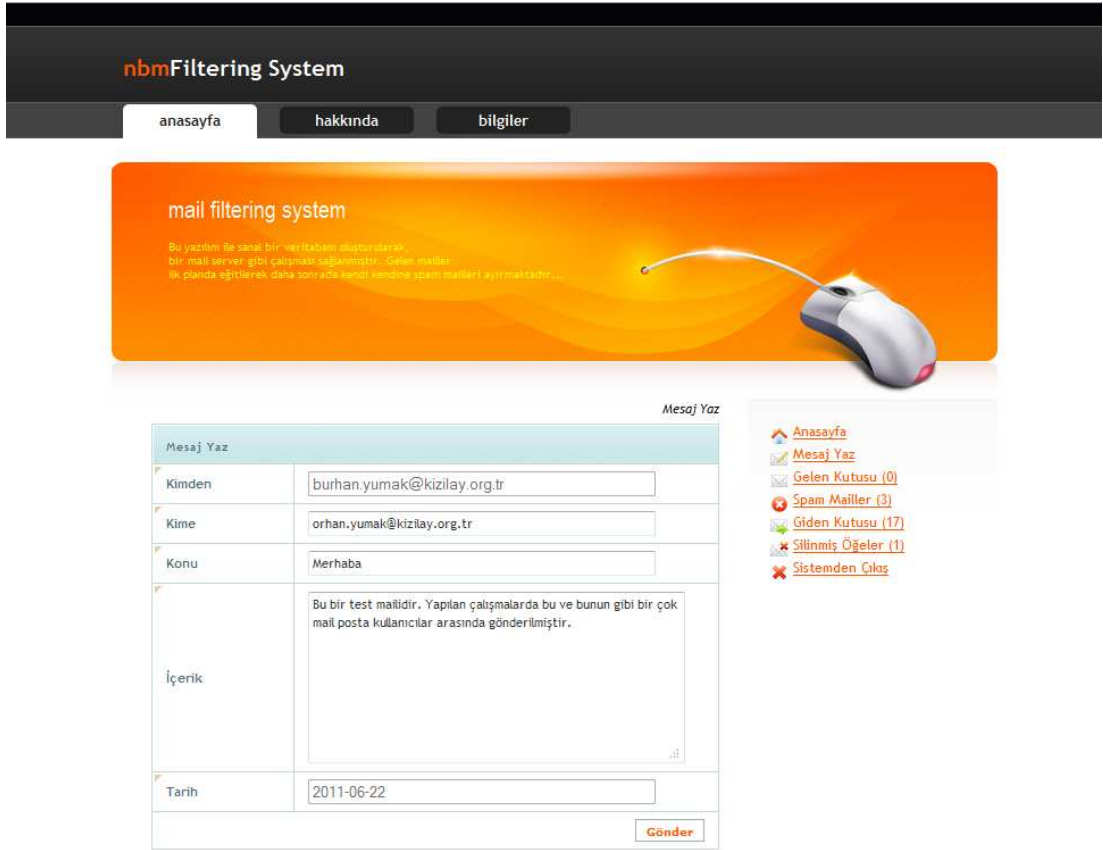 nbmFiltering System
anasayfa hakkında bilgiler
mail filtering system
Bu yazılım ile sanal bir veritabanı oluşturularak,
bir mail server gibi çalışması sağlanmıştır. Gelen mailler
ilk planda eğitilerek daha sonrada kendi kendine spam mailleri ayırmaktadır...
Mesaj Yaz
Mesaj Yaz
Kimden burhan.yumak@kizilay.org.tr
Kime orhan.yumak@kizilay.org.tr
Konu Merhaba
İçerik
Bu bir test mailidir. Yapılan çalışmalarda bu ve bunun gibi bir çok
mail posta kullanıcılar arasında gönderilmiştir.
Tarih 2011-06-22
Gönder
Anasayfa
Mesaj Yaz
Gelen Kutusu (0)
Spam Mailler (3)
Giden Kutusu (17)
Silinmiş Öğeler (1)
Sistemden Çıkış